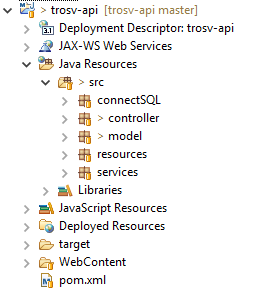 > trosv-api [trosv-api master]
Deployment Descriptor: trosv-api
JAX-WS Web Services
Java Resources
> src
connectSQL
> controller
> model
resources
services
Libraries
JavaScript Resources
Deployed Resources
target
WebContent
pom.xml